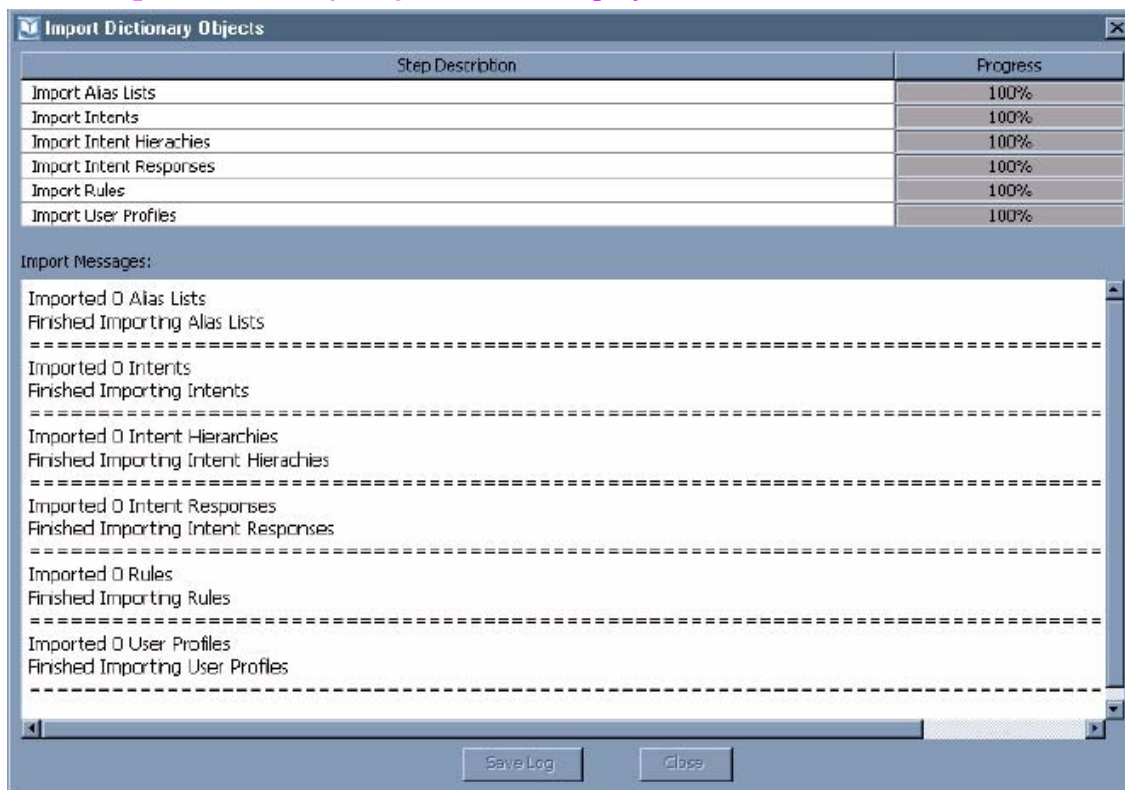 Import Dictionary Objects
Step Description Progress
Import Alias Lists 100%
Import Intents 100%
Import Intent Hierachies 100%
Import Intent Responses 100%
Import Rules 100%
Import User Profiles 100%
Import Messages:
Imported 0 Alias Lists
Finished Importing Alias Lists
Imported 0 Intents
Finished Importing Intents
Imported 0 Intent Hierarchies
Finished Importing Intent Hierachies
Imported 0 Intent Responses
Finished Importing Intent Responses
Imported 0 Rules
Finished Importing Rules
Imported 0 User Profiles
Finished Importing User Profiles
Save Log Close